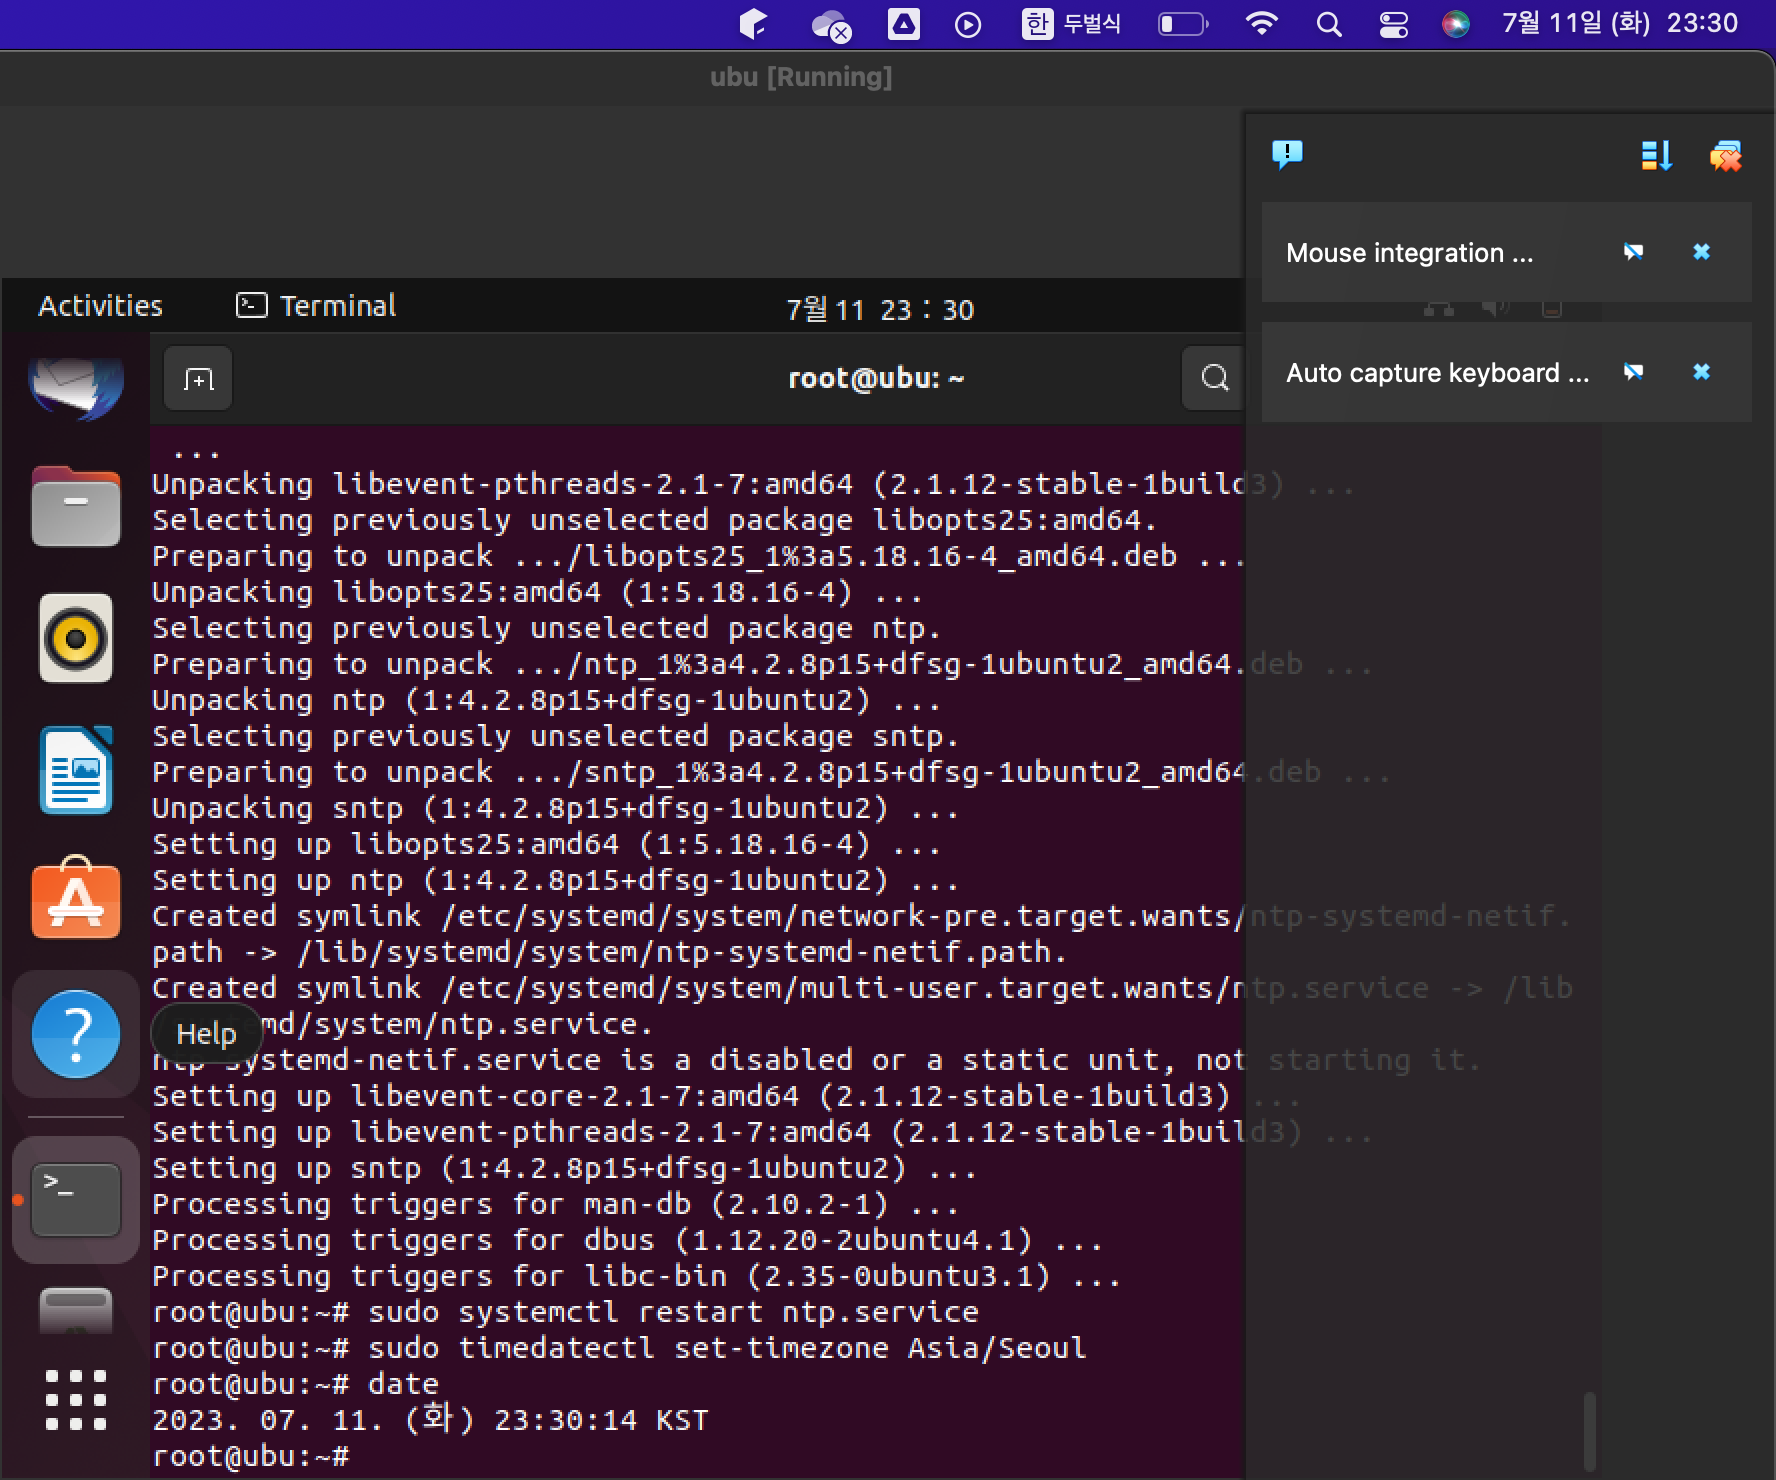 한 두벌식 7월 11일 (화) 23:30
ubu [Running]
Mouse integration ...
Auto capture keyboard ...
Activities Terminal 7월 11 23 : 30
root@ubu: ~
...
Unpacking libevent-pthreads-2.1-7:amd64 (2.1.12-stable-1build3) ...
Selecting previously unselected package libopts25:amd64.
Preparing to unpack .../libopts25_1%3a5.18.16-4_amd64.deb ...
Unpacking libopts25:amd64 (1:5.18.16-4) ...
Selecting previously unselected package ntp.
Preparing to unpack .../ntp_1%3a4.2.8p15+dfsg-1ubuntu2_amd64.deb ...
Unpacking ntp (1:4.2.8p15+dfsg-1ubuntu2) ...
Selecting previously unselected package sntp.
Preparing to unpack .../sntp_1%3a4.2.8p15+dfsg-1ubuntu2_amd64.deb ...
Unpacking sntp (1:4.2.8p15+dfsg-1ubuntu2) ...
Setting up libopts25:amd64 (1:5.18.16-4) ...
Setting up ntp (1:4.2.8p15+dfsg-1ubuntu2) ...
Created symlink /etc/systemd/system/network-pre.target.wants/ntp-systemd-netif.
path -> /lib/systemd/system/ntp-systemd-netif.path.
Created symlink /etc/systemd/system/multi-user.target.wants/ntp.service -> /lib
md/system/ntp.service.
Help
ntp-systemd-netif.service is a disabled or a static unit, not starting it.
Setting up libevent-core-2.1-7:amd64 (2.1.12-stable-1build3) ...
Setting up libevent-pthreads-2.1-7:amd64 (2.1.12-stable-1build3) ...
Setting up sntp (1:4.2.8p15+dfsg-1ubuntu2) ...
Processing triggers for man-db (2.10.2-1) ...
Processing triggers for dbus (1.12.20-2ubuntu4.1) ...
Processing triggers for libc-bin (2.35-0ubuntu3.1) ...
root@ubu:~# sudo systemctl restart ntp.service
root@ubu:~# sudo timedatectl set-timezone Asia/Seoul
root@ubu:~# date
2023. 07. 11. (화) 23:30:14 KST
root@ubu:~#